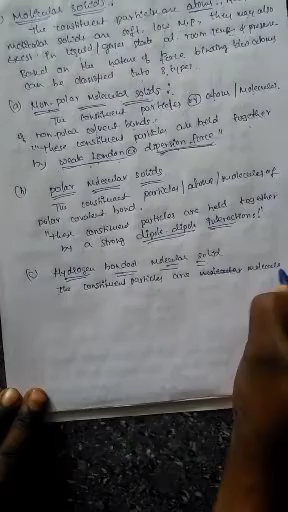 Molecular solids :
The constituent particles are atoms
molecular solids are soft, low M.P, they may also
exist in liquid/gases state at room temp & pressure
Based on the nature of force binding
can be classified into 3 types.
(a) Non-polar Molecular solids :
The constituent particles are atoms/molecules
of non-polar bonds.
"these constituent particles are held together
by weak London dispersion force"
(b) polar Molecular solids
The constituent particles/atoms/molecules of
polar covalent bond.
"these constituent particles are held together
by a strong dipole-dipole interactions."
(c) Hydrogen bonded Molecular solid
The constituent particles are molecules